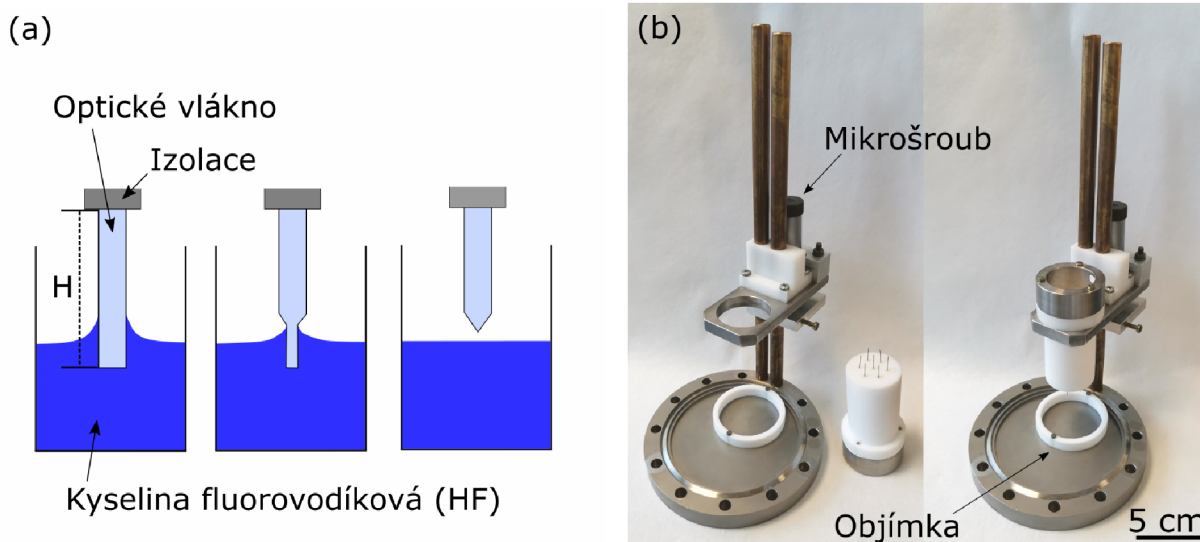 (a)
Optické vlákno
Izolace
H
Kyselina fluorovodíková (HF)
(b)
Mikrošroub
Objímka
5 cm